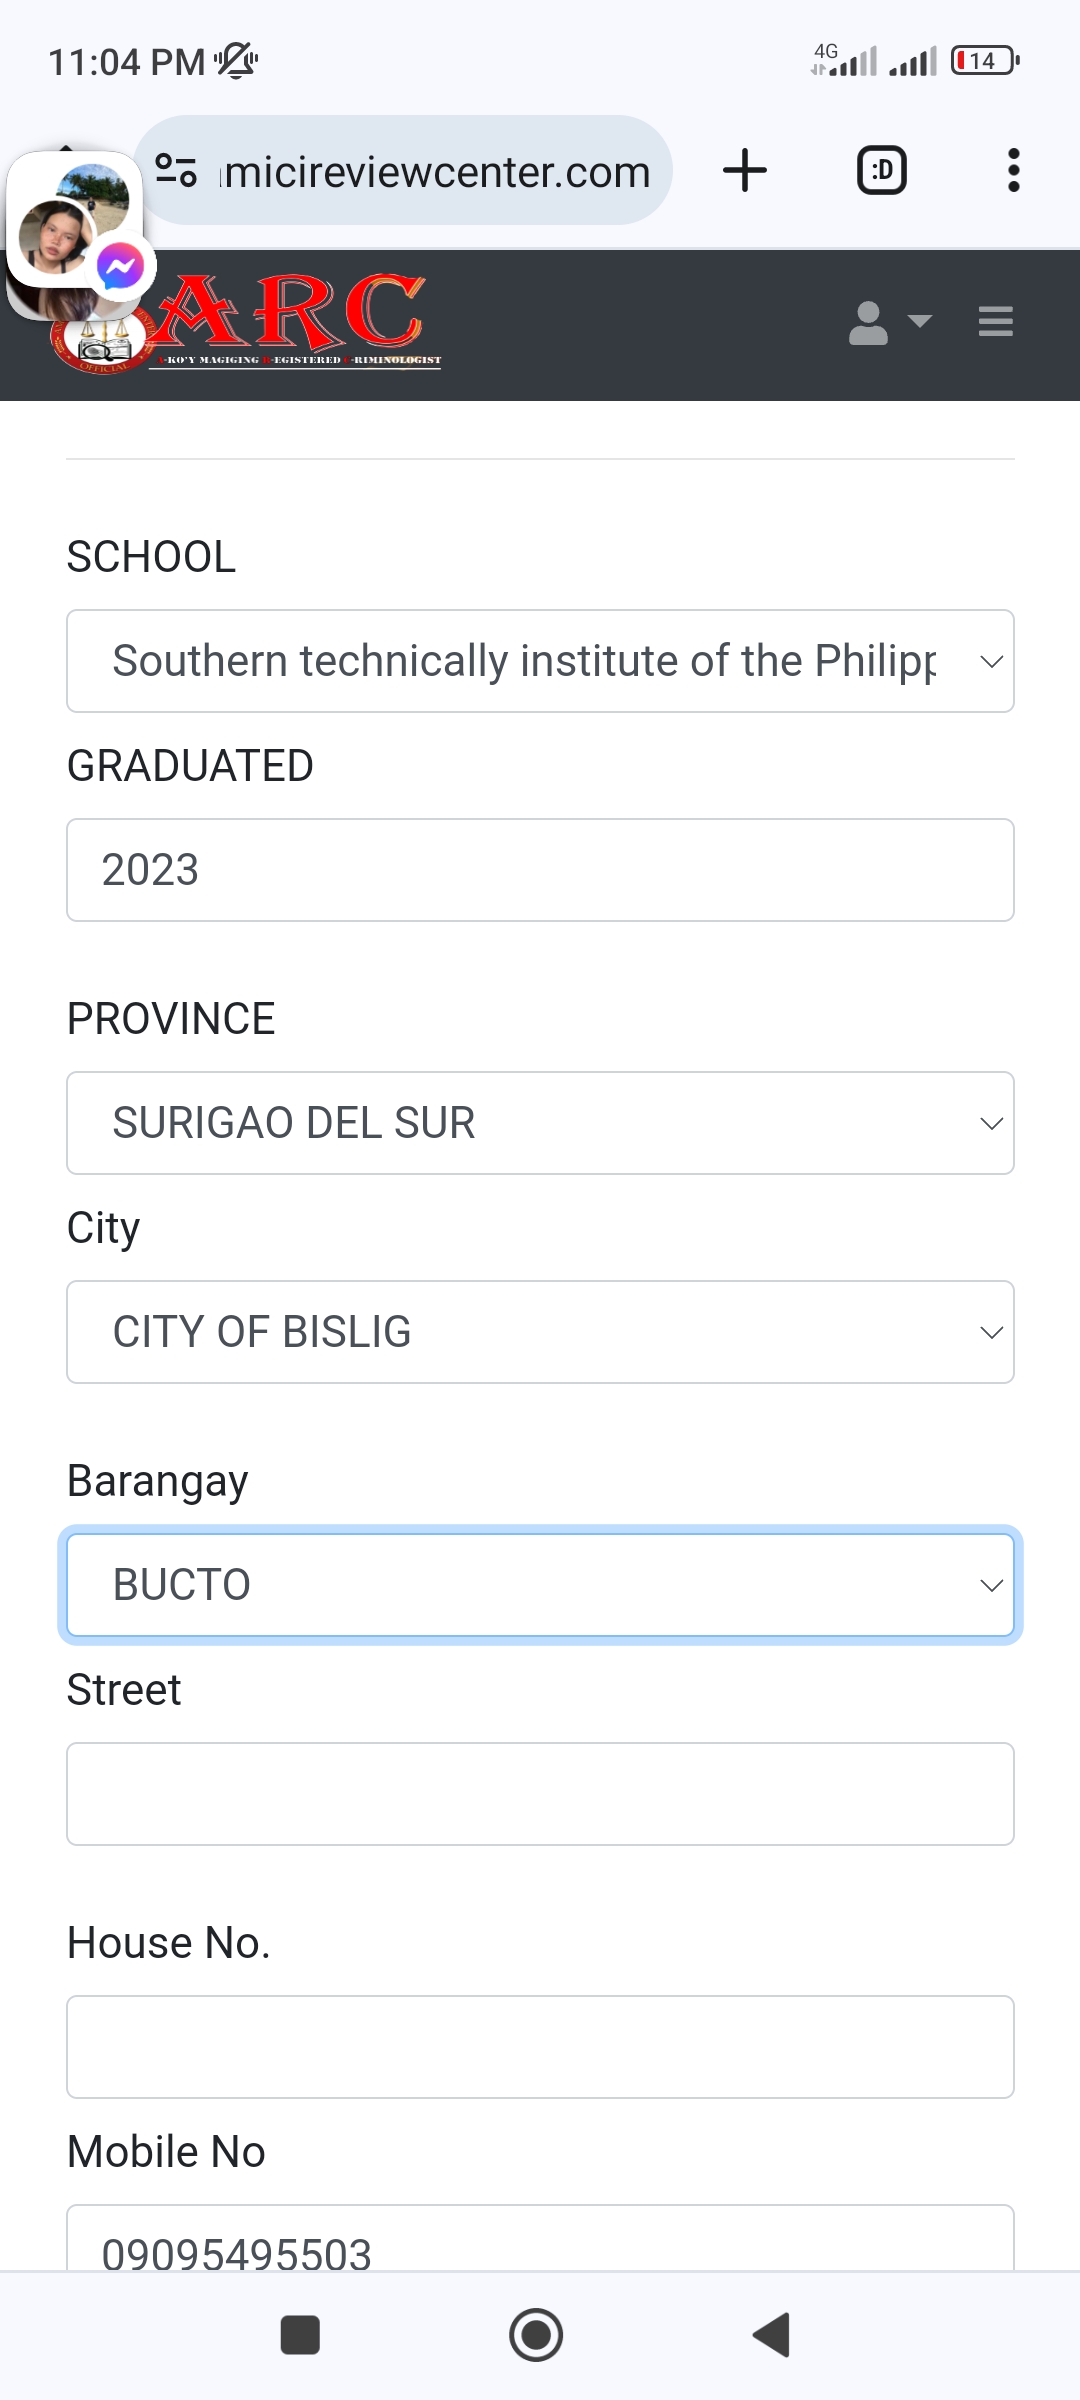 11:04 PM
4G
14
micireviewcenter.com
:D
ARC
-KO'Y MAGIGING R-EGISTERED C-RIMINOLOGIST
OFFICIAL
SCHOOL
Southern technically institute of the Philipp
GRADUATED
2023
PROVINCE
SURIGAO DEL SUR
City
CITY OF BISLIG
Barangay
BUCTO
Street
House No.
Mobile No
09095495503